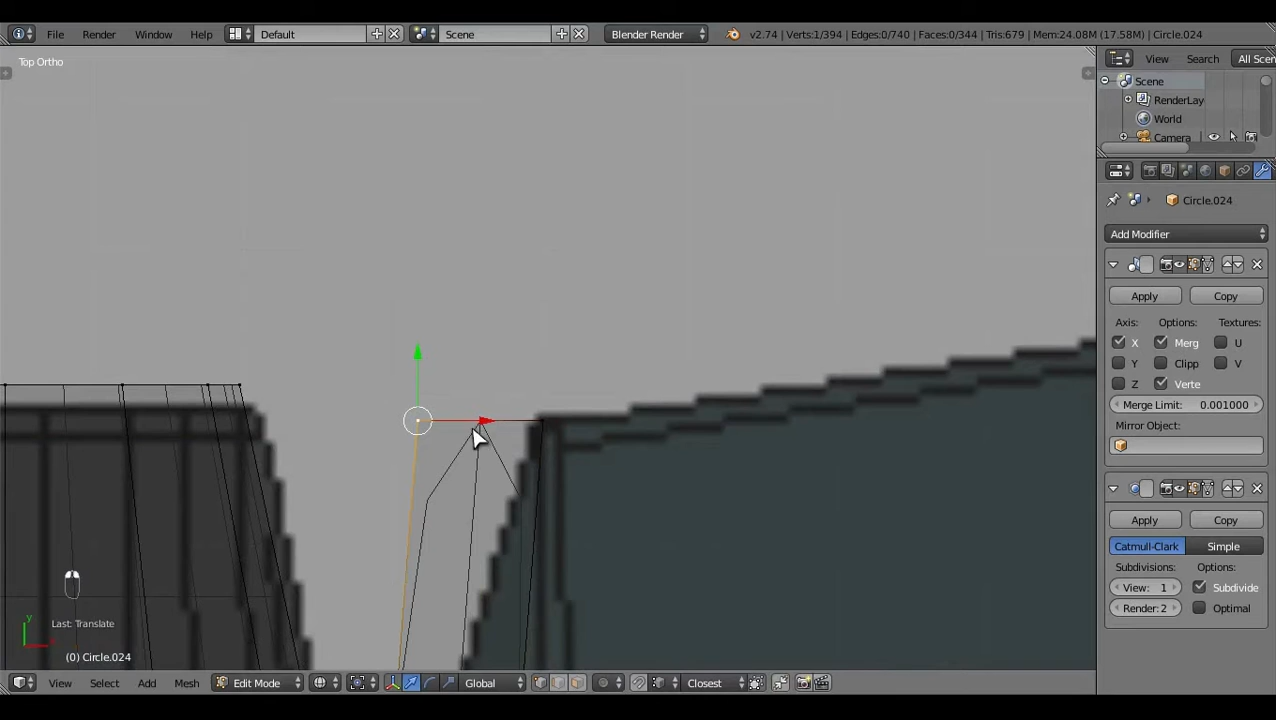 File Render Window Help Default Scene Blender Render v2.74 | Verts:1/394 | Edges:0/740 | Faces:0/344 | Tris:679 | Mem:24.08M (17.58M) | Circle.024
Top Ortho
View Search All Scen
Scene
RenderLay
World
Camera
Circle.024
Add Modifier
Apply Copy
Axis: Options: Textures:
X Merg U
Y Clipp V
Z Verte
Merge Limit: 0.001000
Mirror Object:
Apply Copy
Catmull-Clark Simple
Subdivisions: Options:
View: 1 Subdivide
Render: 2 Optimal
y
x
Last: Translate
(0) Circle.024
View Select Add Mesh Edit Mode Global Closest